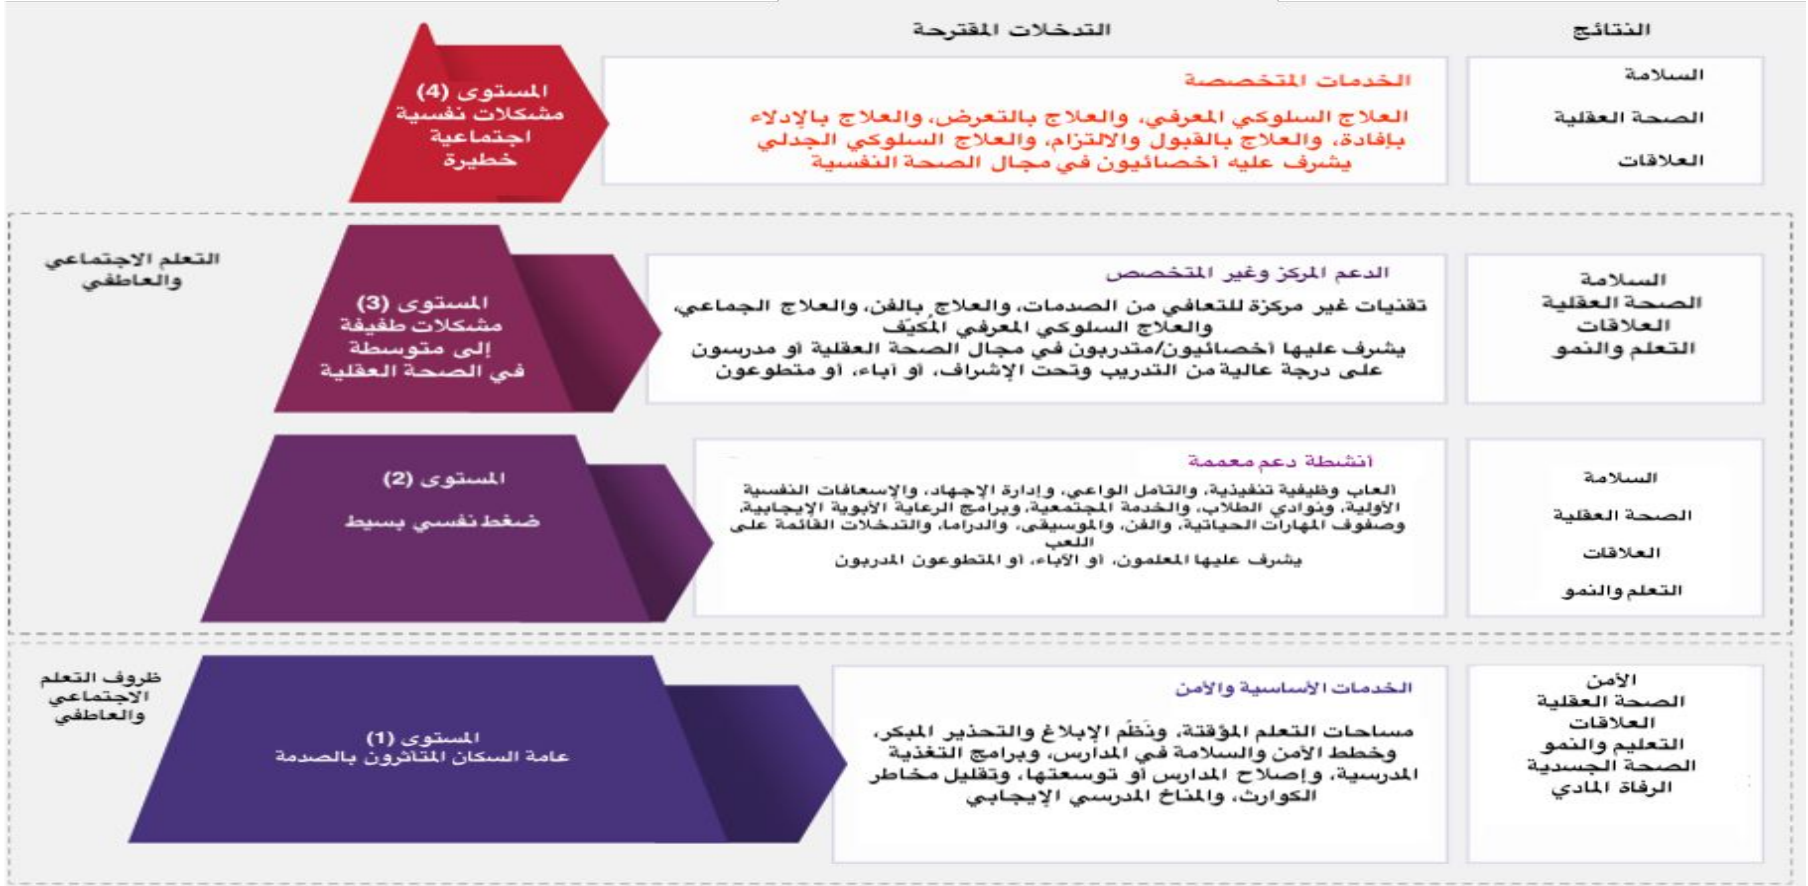 النتائج
التدخلات المقترحة
السلامة
الصحة العقلية
العلاقات
الخدمات المتخصصة
العلاج السلوكي المعرفي، والعلاج بالتعرض، والعلاج بالإدلاء
بإفادة، والعلاج بالقبول والالتزام، والعلاج السلوكي الجدلي
يشرف عليه أخصائيون في مجال الصحة النفسية
المستوى (4)
مشكلات نفسية
اجتماعية
خطيرة
السلامة
الصحة العقلية
العلاقات
التعلم والنمو
الدعم المركز وغير المتخصص
تقنيات غير مركزة للتعافي من الصدمات، والعلاج بالفن، والعلاج الجماعي،
والعلاج السلوكي المعرفي المُكيّف
يشرف عليها أخصائيون/متدربون في مجال الصحة العقلية أو مدرسون
على درجة عالية من التدريب وتحت الإشراف، أو آباء، أو متطوعون
المستوى (3)
مشكلات طفيفة
إلى متوسطة
في الصحة العقلية
التعلم الاجتماعي
والعاطفي
السلامة
الصحة العقلية
العلاقات
التعلم والنمو
أنشطة دعم معممة
ألعاب وظيفية تنفيذية، والتأمل الواعي، وإدارة الإجهاد، والإسعافات النفسية
الأولية، ونوادي الطلاب، والخدمة المجتمعية، وبرامج الرعاية الأبوية الإيجابية،
وصفوف المهارات الحياتية، والفن، والموسيقى، والدراما، والتدخلات القائمة على
اللعب
يشرف عليها المعلمون، أو الآباء، أو المتطوعون المدربون
المستوى (2)
ضغط نفسي بسيط
الأمن
الصحة العقلية
العلاقات
التعليم والنمو
الصحة الجسدية
الرفاة المادي
الخدمات الأساسية والأمن
مساحات التعلم المؤقتة، ونَظُم الإبلاغ والتحذير المبكر،
وخطط الأمن والسلامة في المدارس، وبرامج التغذية
المدرسية، وإصلاح المدارس أو توسعتها، وتقليل مخاطر
الكوارث، والمناخ المدرسي الإيجابي
المستوى (1)
عامة السكان المتأثرون بالصدمة
ظروف التعلم
الاجتماعي
والعاطفي